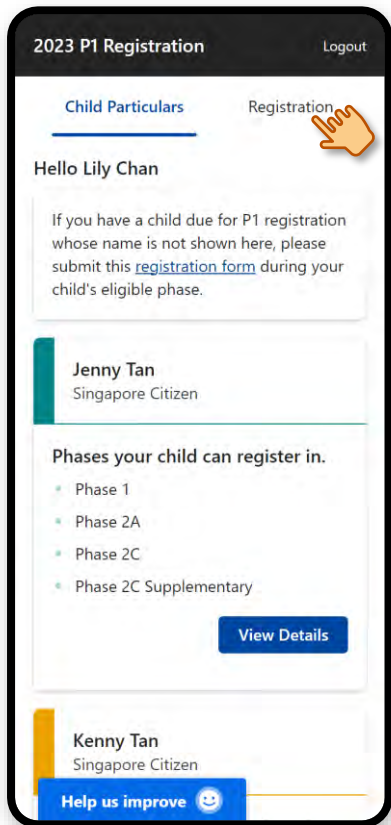 2023 P1 Registration Logout
Child Particulars Registration
Hello Lily Chan
If you have a child due for P1 registration
whose name is not shown here, please
submit this registration form during your
child's eligible phase.
Jenny Tan
Singapore Citizen
Phases your child can register in.
Phase 1
Phase 2A
Phase 2C
Phase 2C Supplementary
View Details
Kenny Tan
Singapore Citizen
Help us improve